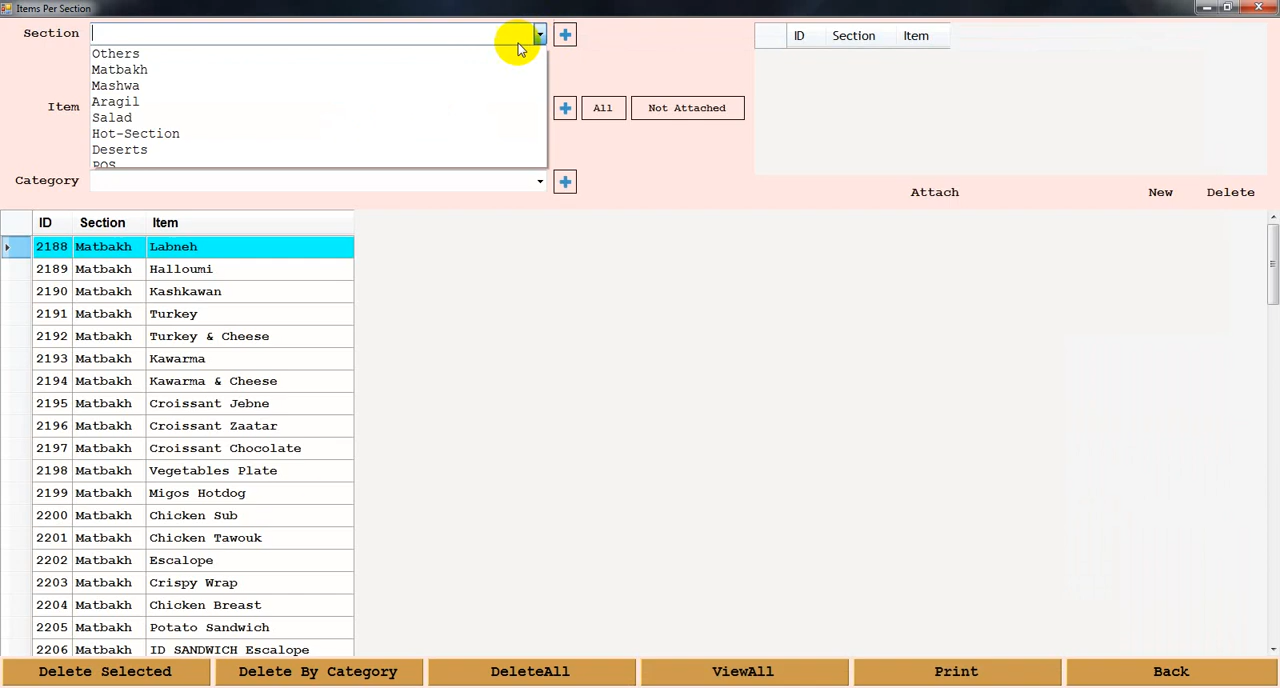 Items Per Section
Section
Others
Matbakh
Mashwa
Aragil
Salad
Hot-Section
Deserts
POS
Item
All
Not Attached
Category
ID Section Item
Attach New Delete
ID Section Item
2188 Matbakh Labneh
2189 Matbakh Halloumi
2190 Matbakh Kashkawan
2191 Matbakh Turkey
2192 Matbakh Turkey & Cheese
2193 Matbakh Kawarma
2194 Matbakh Kawarma & Cheese
2195 Matbakh Croissant Jebne
2196 Matbakh Croissant Zaatar
2197 Matbakh Croissant Chocolate
2198 Matbakh Vegetables Plate
2199 Matbakh Migos Hotdog
2200 Matbakh Chicken Sub
2201 Matbakh Chicken Tawouk
2202 Matbakh Escalope
2203 Matbakh Crispy Wrap
2204 Matbakh Chicken Breast
2205 Matbakh Potato Sandwich
2206 Matbakh ID SANDWICH Escalope
Delete Selected Delete By Category DeleteAll ViewAll Print Back